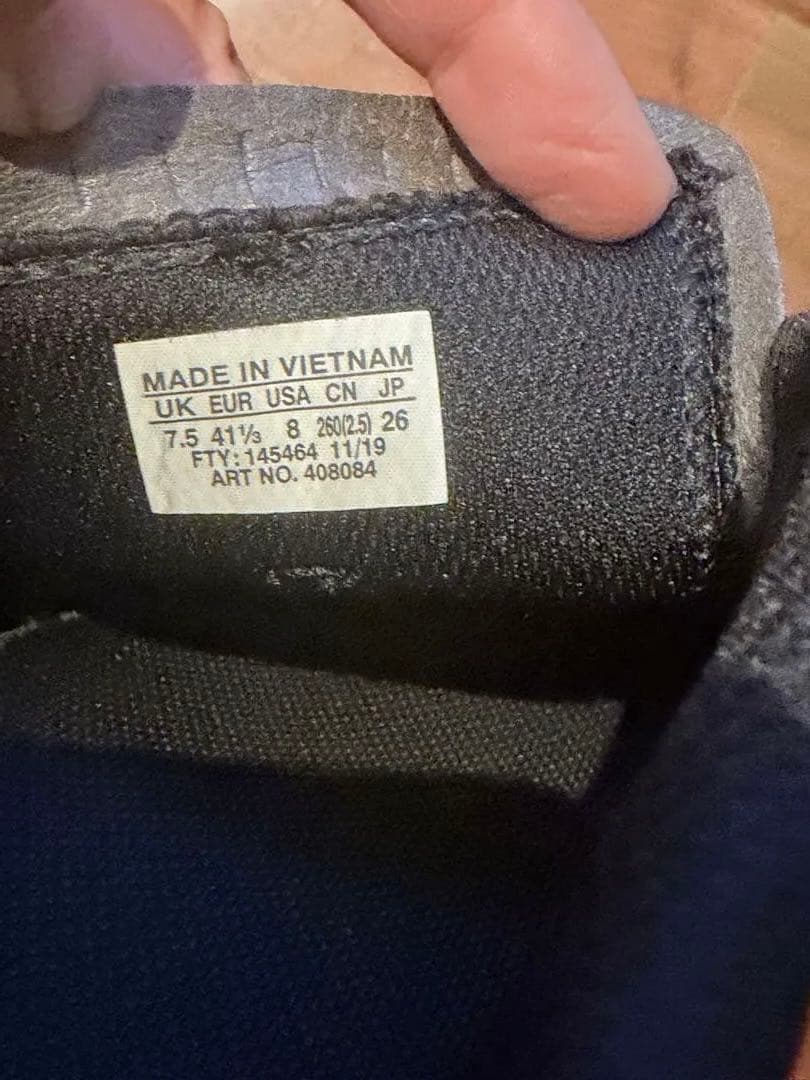 MADE IN VIETNAM
UK EUR USA CN JP
7.5 41⅓ 8 260(2.5) 26
FTY: 145464 11/19
ART NO. 408084